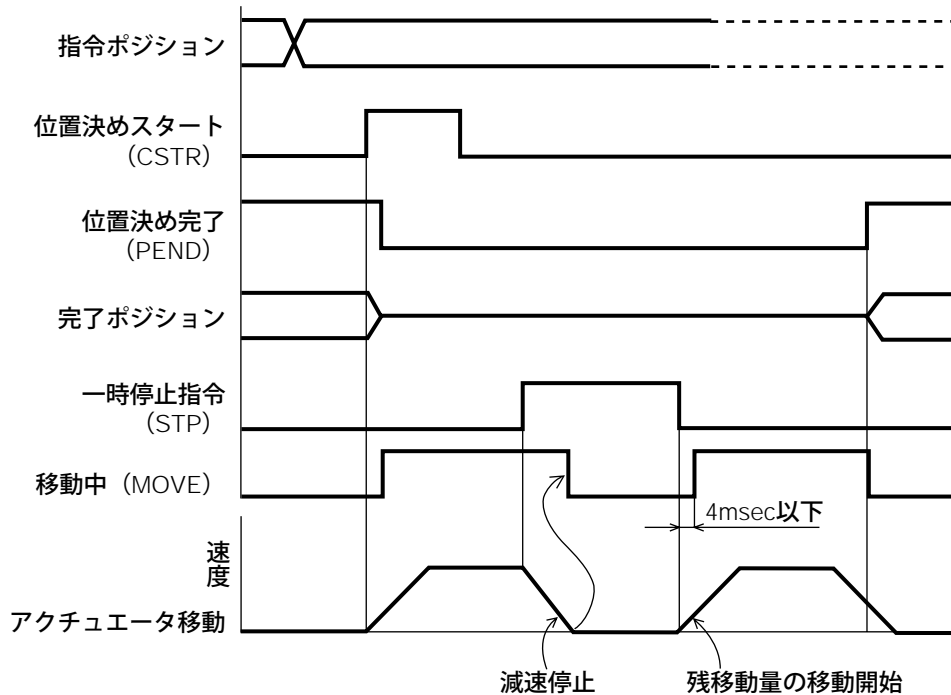 指令ポジション
位置決めスタート
(CSTR)
位置決め完了
(PEND)
完了ポジション
一時停止指令
(STP)
移動中(MOVE)
4msec以下
速度
アクチュエータ移動
減速停止
残移動量の移動開始